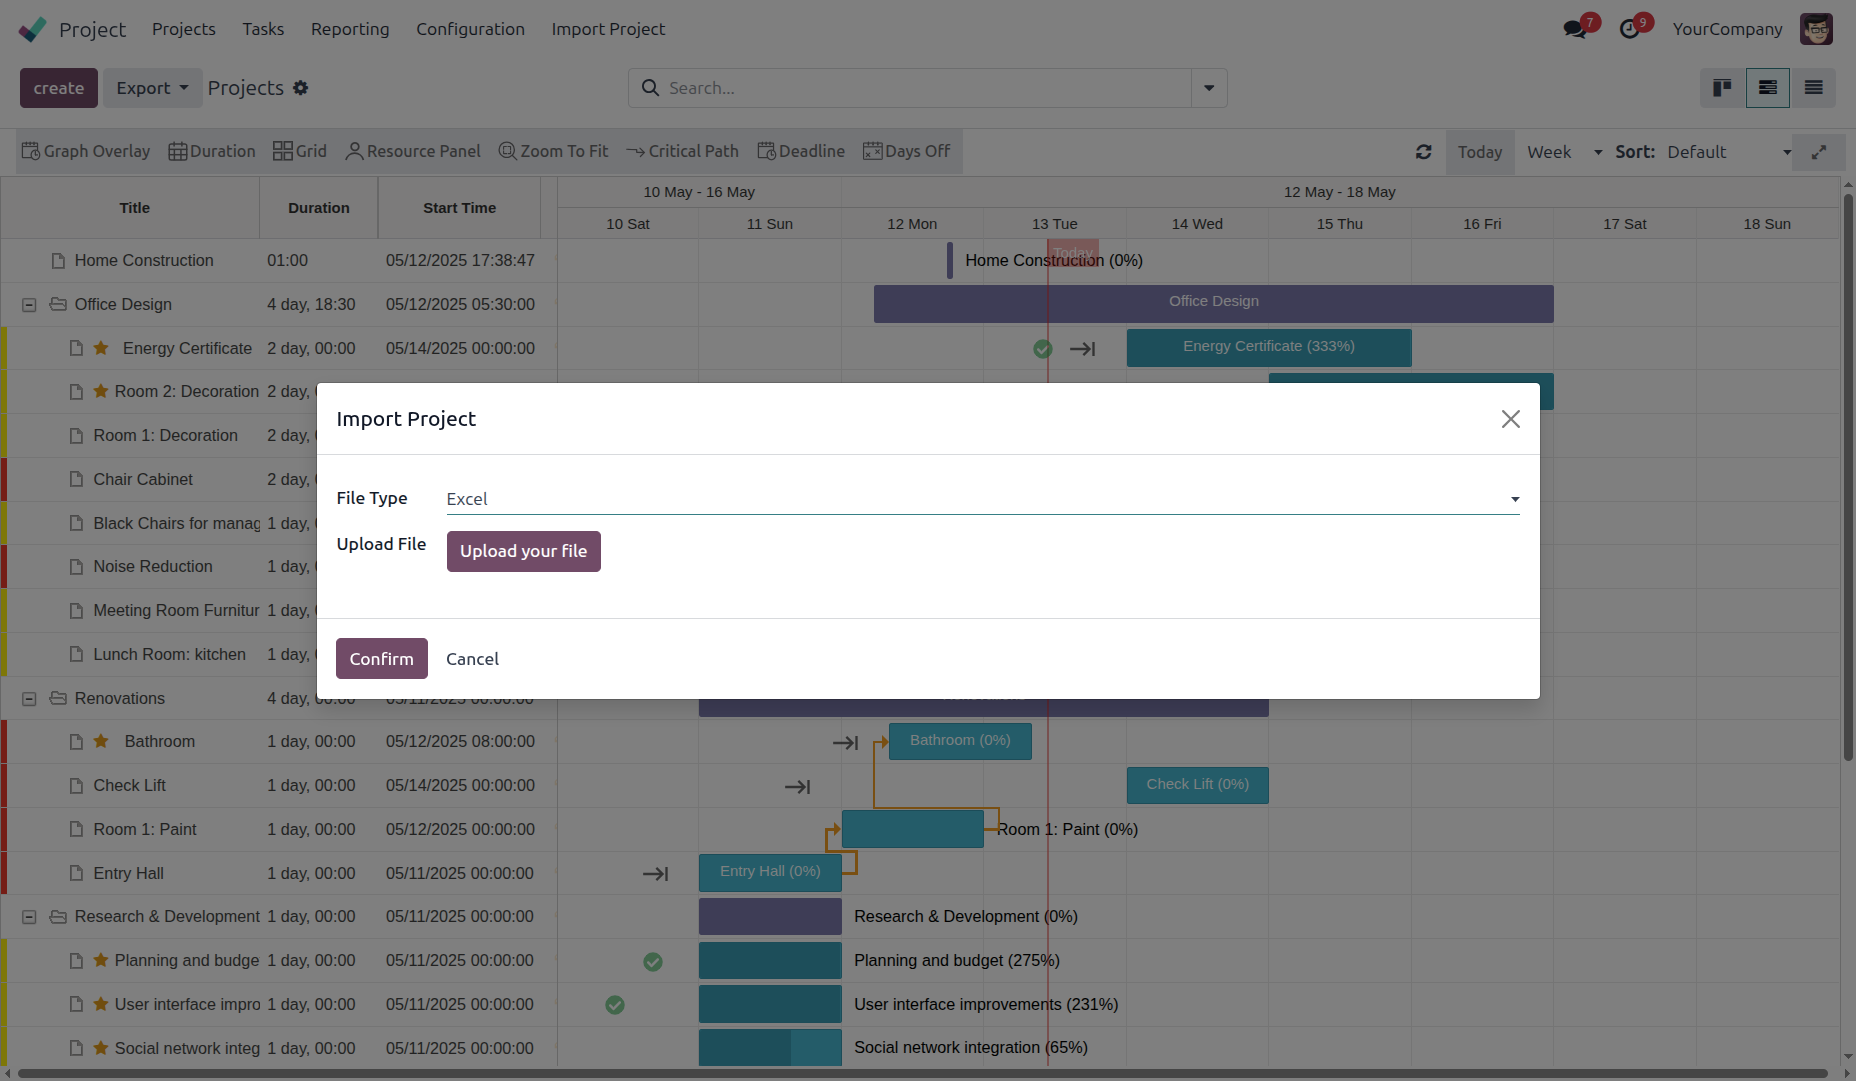 Project Projects Tasks Reporting Configuration Import Project 7 9 YourCompany
create Export Projects Search...
Graph Overlay Duration Grid Resource Panel Zoom To Fit Critical Path Deadline Days Off Today Week Sort: Default
Title Duration Start Time 10 May - 16 May 12 May - 18 May
10 Sat 11 Sun 12 Mon 13 Tue 14 Wed 15 Thu 16 Fri 17 Sat 18 Sun
Today
Home Construction 01:00 05/12/2025 17:38:47 Home Construction (0%)
Office Design 4 day, 18:30 05/12/2025 05:30:00 Office Design
Energy Certificate 2 day, 00:00 05/14/2025 00:00:00 Energy Certificate (333%)
Room 2: Decoration 2 day,
Room 1: Decoration 2 day,
Chair Cabinet 2 day,
Black Chairs for manag 1 day,
Noise Reduction 1 day,
Meeting Room Furnitur 1 day,
Lunch Room: kitchen 1 day,
Import Project
File Type Excel
Upload File Upload your file
Confirm Cancel
Renovations 4 day, 00:00 05/11/2025 00:00:00
Bathroom 1 day, 00:00 05/12/2025 08:00:00 Bathroom (0%)
Check Lift 1 day, 00:00 05/14/2025 00:00:00 Check Lift (0%)
Room 1: Paint 1 day, 00:00 05/12/2025 00:00:00 Room 1: Paint (0%)
Entry Hall 1 day, 00:00 05/11/2025 00:00:00 Entry Hall (0%)
Research & Development 1 day, 00:00 05/11/2025 00:00:00 Research & Development (0%)
Planning and budge 1 day, 00:00 05/11/2025 00:00:00 Planning and budget (275%)
User interface impro 1 day, 00:00 05/11/2025 00:00:00 User interface improvements (231%)
Social network integ 1 day, 00:00 05/11/2025 00:00:00 Social network integration (65%)